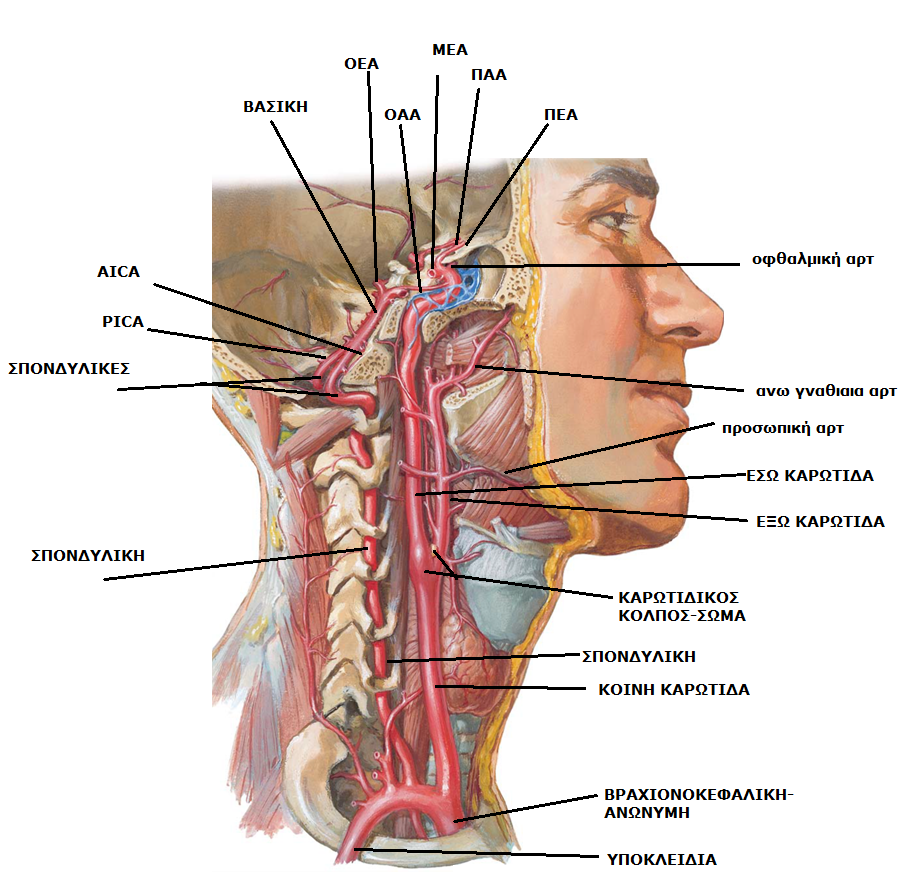 ΜΕΑ
ΟΕΑ
ΠΑΑ
ΒΑΣΙΚΗ
ΟΑΑ
ΠΕΑ
οφθαλμική αρτ
AICA
PICA
ΣΠΟΝΔΥΛΙΚΕΣ
ανω γναθιαια αρτ
προσωπική αρτ
ΕΣΩ ΚΑΡΩΤΙΔΑ
ΕΞΩ ΚΑΡΩΤΙΔΑ
ΣΠΟΝΔΥΛΙΚΗ
ΚΑΡΩΤΙΔΙΚΟΣ
ΚΟΛΠΟΣ-ΣΩΜΑ
ΣΠΟΝΔΥΛΙΚΗ
ΚΟΙΝΗ ΚΑΡΩΤΙΔΑ
ΒΡΑΧΙΟΝΟΚΕΦΑΛΙΚΗ-
ΑΝΩΝΥΜΗ
ΥΠΟΚΛΕΙΔΙΑ